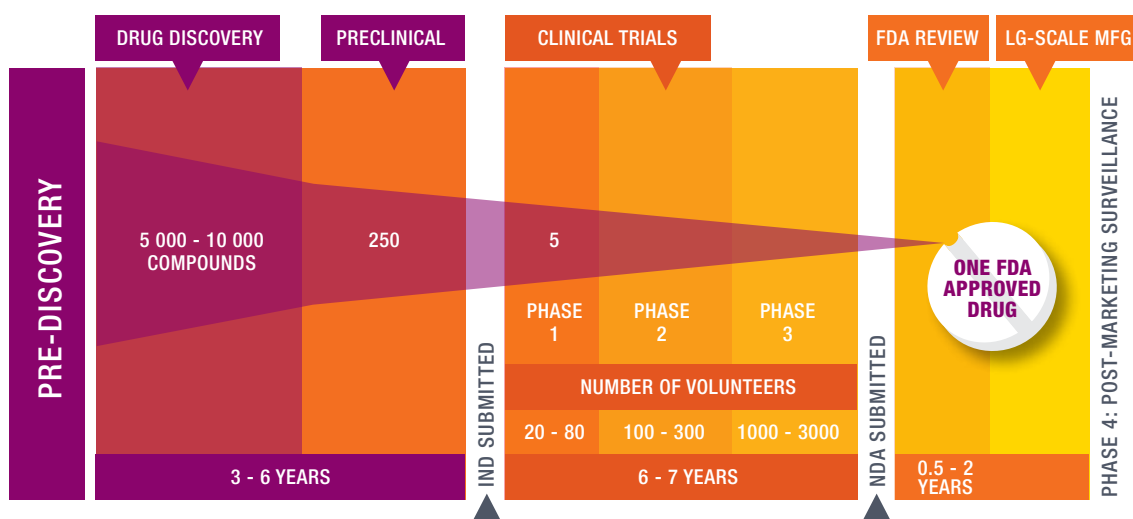 DRUG DISCOVERY
PRECLINICAL
CLINICAL TRIALS
FDA REVIEW
LG-SCALE MFG
PRE-DISCOVERY
5 000 - 10 000
COMPOUNDS
250
5
ONE FDA
APPROVED
DRUG
PHASE
1
PHASE
2
PHASE
3
NUMBER OF VOLUNTEERS
20 - 80
100 - 300
1000 - 3000
3 - 6 YEARS
IND SUBMITTED
6 - 7 YEARS
NDA SUBMITTED
0.5 - 2
YEARS
PHASE 4: POST-MARKETING SURVEILLANCE